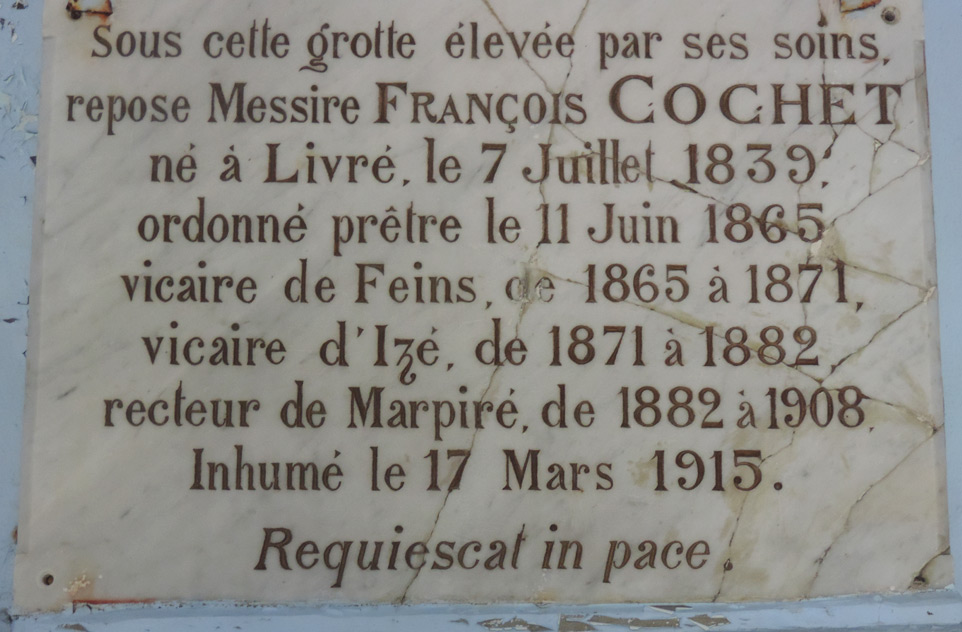 Sous cette grotte élevée par ses soins,
repose Messire FRANÇOIS COCHET
né à Livré, le 7 Juillet 1839,
ordonné prêtre le 11 Juin 1865
vicaire de Feins, de 1865 à 1871,
vicaire d'Izé, de 1871 à 1882,
recteur de Marpiré, de 1882 à 1908,
Inhumé le 17 Mars 1915.
Requiescat in pace.